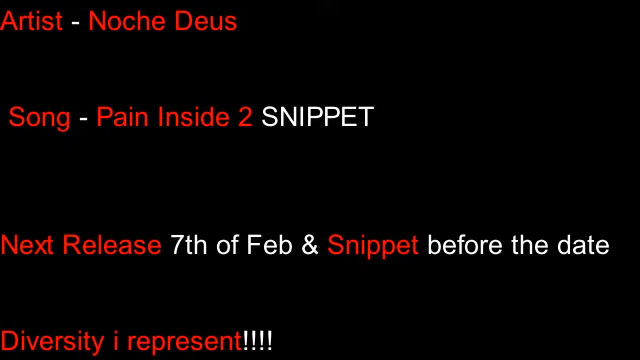 Artist - Noche Deus
Song - Pain Inside 2 SNIPPET
Next Release 7th of Feb & Snippet before the date
Diversity i represent!!!!